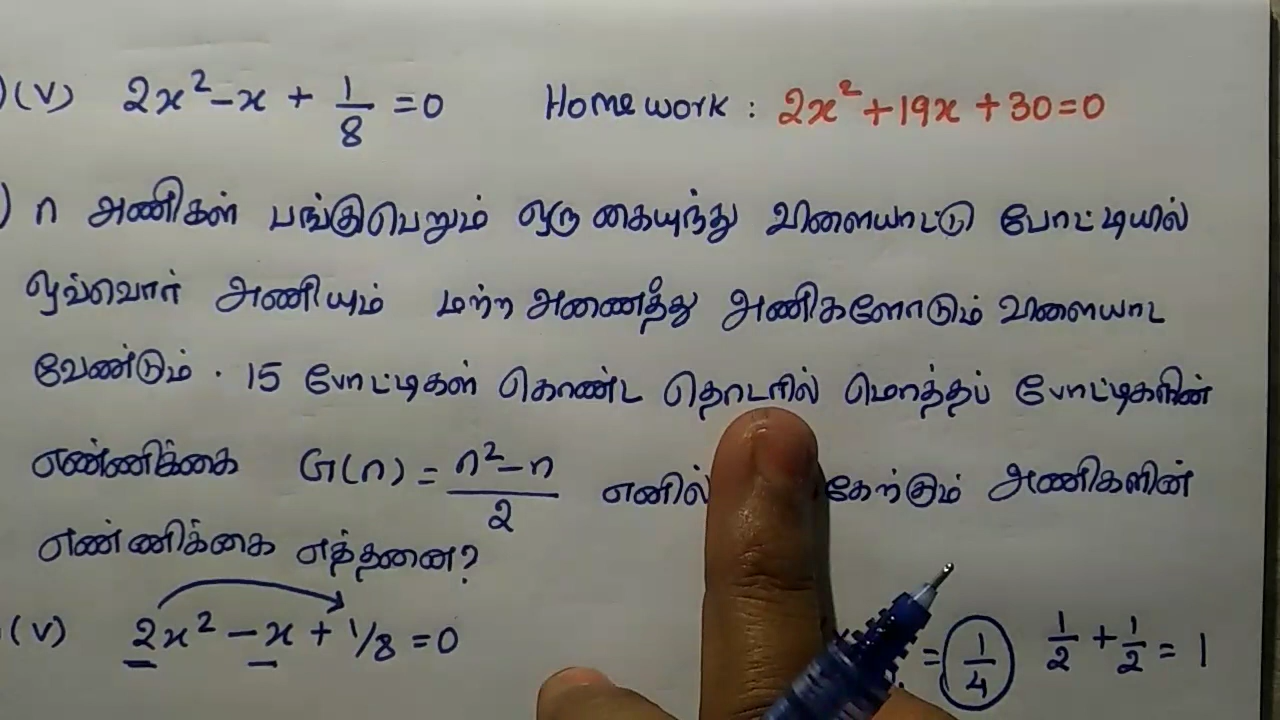 (v) 2x² - x + 1/8 = 0 Homework : 2x² + 19x + 30 = 0
n அணிகள் பங்குபெறும் ஒரு கையுந்து விளையாட்டு போட்டியில்
ஒவ்வொர் அணியும் மற்ற அணைத்து அணிகளோடும் விளையாட
வேண்டும். 15 போட்டிகள் கொண்ட தொடரில் மொத்தப் போட்டிகளின்
எண்ணிக்கை G(n) = (n² - n)/2 எனில் அணிகளின்
எண்ணிக்கை எத்தனை?
(v) 2x² - x + 1/8 = 0 = 1/4 1/2 + 1/2 = 1